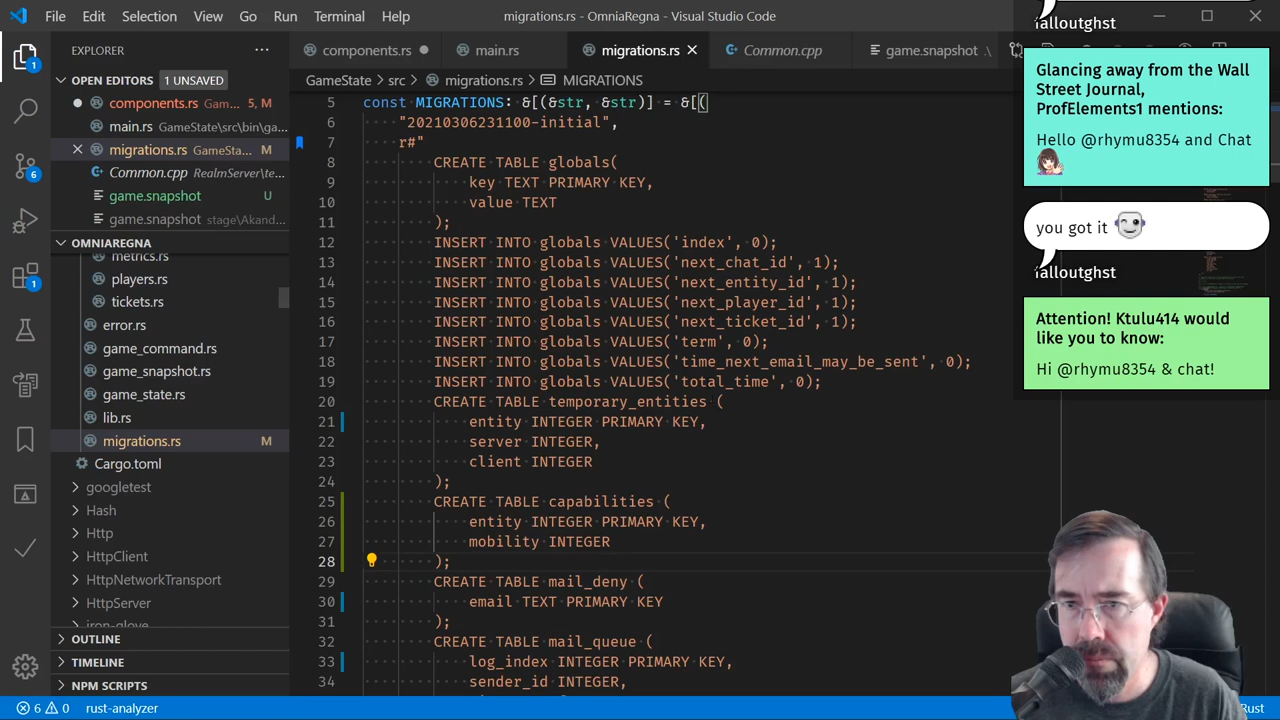 File Edit Selection View Go Run Terminal Help
migrations.rs - OmniaRegna - Visual Studio Code
EXPLORER
OPEN EDITORS 1 UNSAVED
components.rs Gam... 5, M
main.rs GameState\src\bin\ga...
migrations.rs GameSta... M
Common.cpp RealmServer\te...
game.snapshot U
game.snapshot stage\Akand...
OMNIAREGNA
metrics.rs
players.rs
tickets.rs
error.rs
game_command.rs
game_snapshot.rs
game_state.rs
lib.rs
migrations.rs M
Cargo.toml
googletest
Hash
Http
HttpClient
HttpNetworkTransport
HttpServer
iron-glove
OUTLINE
TIMELINE
NPM SCRIPTS
1
6
1
components.rs
main.rs
migrations.rs
Common.cpp
game.snapshot \
GameState > src > migrations.rs > MIGRATIONS
5 const MIGRATIONS: &[(&str, &str)] = &[(
6 "20210306231100-initial",
7 r#"
8 CREATE TABLE globals(
9 key TEXT PRIMARY KEY,
10 value TEXT
11 );
12 INSERT INTO globals VALUES('index', 0);
13 INSERT INTO globals VALUES('next_chat_id', 1);
14 INSERT INTO globals VALUES('next_entity_id', 1);
15 INSERT INTO globals VALUES('next_player_id', 1);
16 INSERT INTO globals VALUES('next_ticket_id', 1);
17 INSERT INTO globals VALUES('term', 0);
18 INSERT INTO globals VALUES('time_next_email_may_be_sent', 0);
19 INSERT INTO globals VALUES('total_time', 0);
20 CREATE TABLE temporary_entities (
21 entity INTEGER PRIMARY KEY,
22 server INTEGER,
23 client INTEGER
24 );
25 CREATE TABLE capabilities (
26 entity INTEGER PRIMARY KEY,
27 mobility INTEGER
28 );
29 CREATE TABLE mail_deny (
30 email TEXT PRIMARY KEY
31 );
32 CREATE TABLE mail_queue (
33 log_index INTEGER PRIMARY KEY,
34 sender_id INTEGER,
falloutghst
Glancing away from the Wall
Street Journal,
ProfElements1 mentions:
Hello @rhymu8354 and Chat
you got it
falloutghst
Attention! Ktulu414 would
like you to know:
Hi @rhymu8354 & chat!
6 0 rust-analyzer
Rust